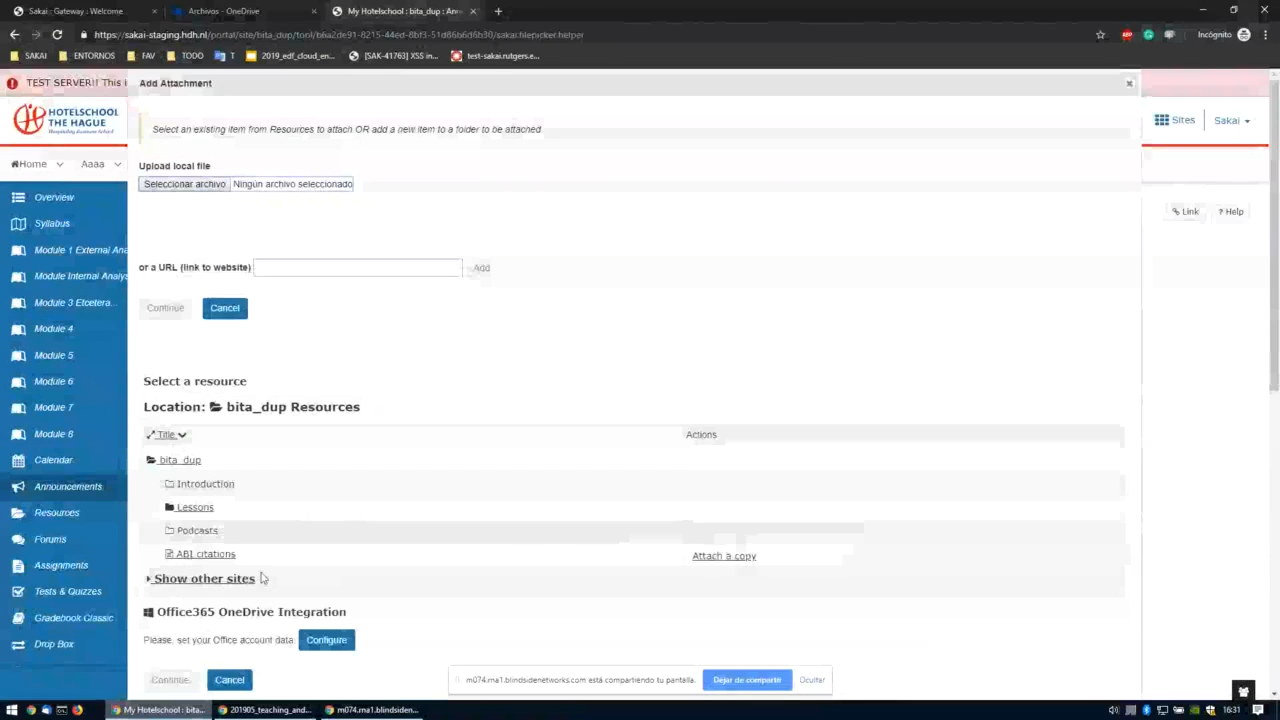 Sakai : Gateway : Welcome
Archivos - OneDrive
My Hotelschool : bita_dup : Ann
https://sakai-staging.hdh.nl/portal/site/bita_dup/tool/b6a2de91-8215-44ed-8bf3-51d86b6d6b30/sakai.filepicker.helper
Incógnito
SAKAI
ENTORNOS
FAV
TODO
T
2019_edf_cloud_en...
[SAK-41763] XSS in...
test-sakai.rutgers.e...
TEST SERVER!! This i
Add Attachment
HOTELSCHOOL
THE HAGUE
Hospitality Business School
Sites
Sakai
Select an existing item from Resources to attach OR add a new item to a folder to be attached.
Home
Aaaa
Upload local file
Seleccionar archivo
Ningún archivo seleccionado
Link
? Help
or a URL (link to website)
Add
Continue
Cancel
Overview
Syllabus
Module 1 External Ana
Module Internal Analys
Module 3 Etcetera...
Module 4
Module 5
Module 6
Module 7
Module 8
Calendar
Announcements
Resources
Forums
Assignments
Tests & Quizzes
Gradebook Classic
Drop Box
Select a resource
Location: bita_dup Resources
Title
Actions
bita_dup
Introduction
Lessons
Podcasts
ABI citations
Attach a copy
Show other sites
Office365 OneDrive Integration
Please, set your Office account data:
Configure
Continue
Cancel
m074.rna1.blindsidenetworks.com está compartiendo tu pantalla.
Dejar de compartir
Ocultar
My Hotelschool : bita...
201905_teaching_and...
m074.rna1.blindsiden...
16:31